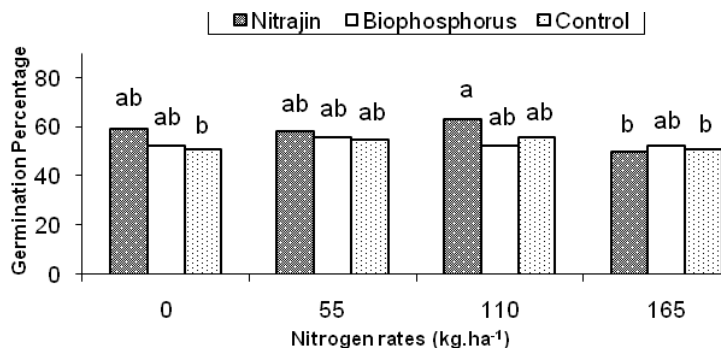 Nitrajin Biophosphorus Control
Germination Percentage
80
60
40
20
0
ab ab b
ab ab ab
a ab ab
b ab b
0 55 110 165
Nitrogen rates (kg.ha⁻¹)